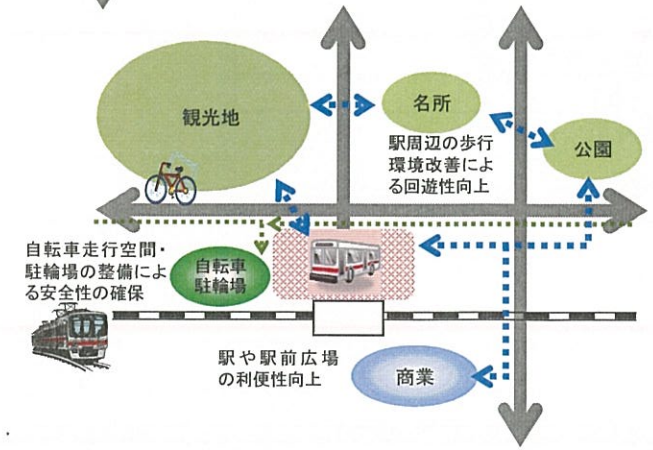 観光地
名所
駅周辺の歩行
環境改善によ
る回遊性向上
公園
自転車走行空間・
駐輪場の整備によ
る安全性の確保
自転車
駐輪場
駅や駅前広場
の利便性向上
商業